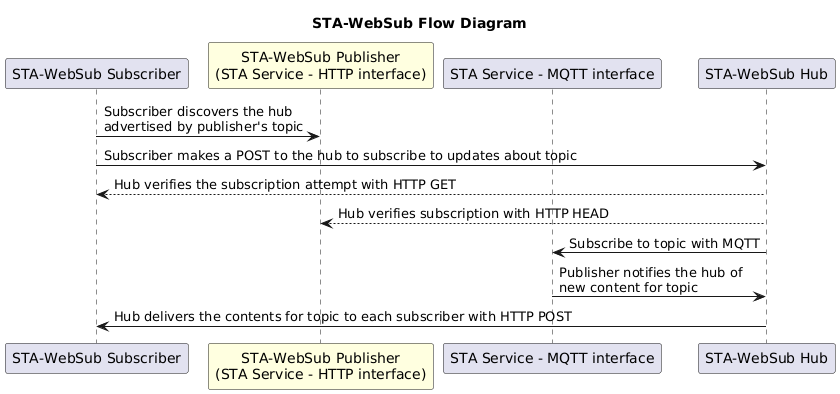 STA-WebSub Flow Diagram
STA-WebSub Subscriber
STA-WebSub Publisher
(STA Service - HTTP interface)
STA Service - MQTT interface
STA-WebSub Hub
Subscriber discovers the hub
advertised by publisher's topic
Subscriber makes a POST to the hub to subscribe to updates about topic
Hub verifies the subscription attempt with HTTP GET
Hub verifies subscription with HTTP HEAD
Subscribe to topic with MQTT
Publisher notifies the hub of
new content for topic
Hub delivers the contents for topic to each subscriber with HTTP POST
STA-WebSub Subscriber
STA-WebSub Publisher
(STA Service - HTTP interface)
STA Service - MQTT interface
STA-WebSub Hub